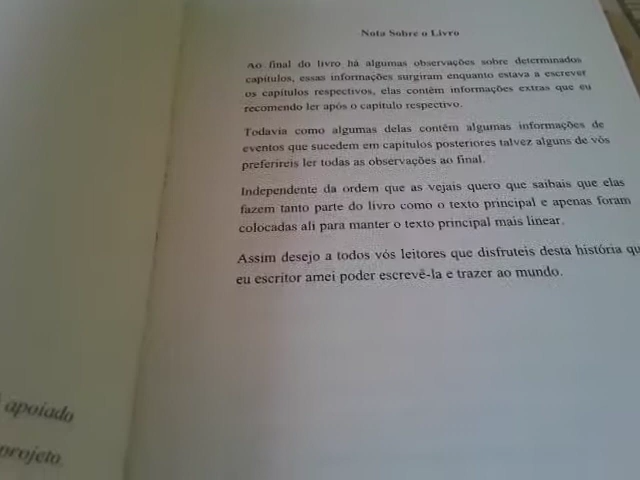 Nota Sobre o Livro
Ao final do livro há algumas observações sobre determinados
capítulos, essas informações surgiram enquanto estava a escrever
os capítulos respectivos, elas contêm informações extras que eu
recomendo ler após o capítulo respectivo.
Todavia como algumas delas contêm algumas informações de
eventos que sucedem em capítulos posteriores talvez alguns de vós
preferireis ler todas as observações ao final.
Independente da ordem que as vejais quero que saibais que elas
fazem tanto parte do livro como o texto principal e apenas foram
colocadas ali para manter o texto principal mais linear.
Assim desejo a todos vós leitores que disfruteis desta história qu
eu escritor amei poder escrevê-la e trazer ao mundo.
apoiado
projeto.